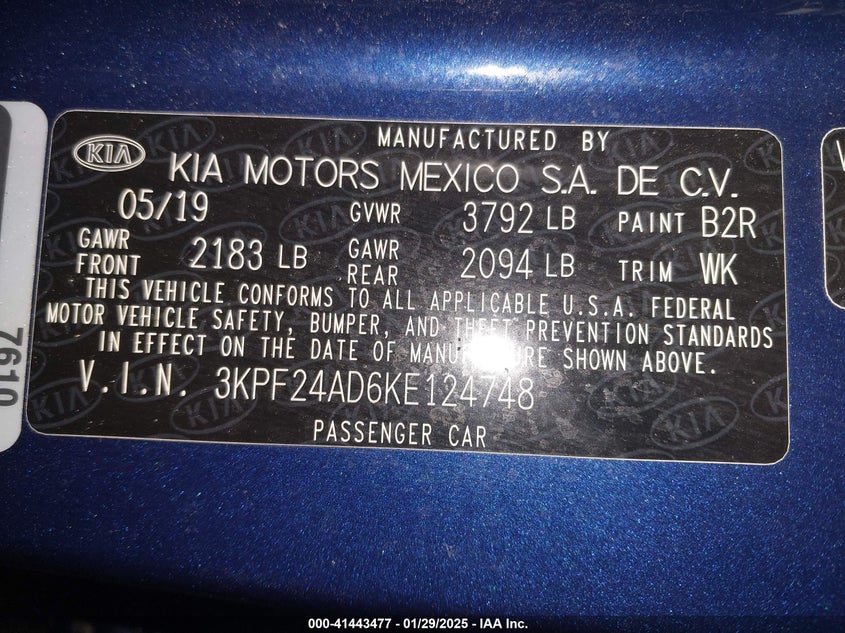 MANUFACTURED BY
KIA KIA MOTORS MEXICO S.A. DE C.V.
05/19 GVWR 3792 LB PAINT B2R
GAWR FRONT 2183 LB GAWR REAR 2094 LB TRIM WK
THIS VEHICLE CONFORMS TO ALL APPLICABLE U.S.A. FEDERAL
MOTOR VEHICLE SAFETY, BUMPER, AND THEFT PREVENTION STANDARDS
IN EFFECT ON THE DATE OF MANUFACTURE SHOWN ABOVE.
V.I.N. 3KPF24AD6KE124748
PASSENGER CAR
7610
000-41443477 - 01/29/2025 - IAA Inc.